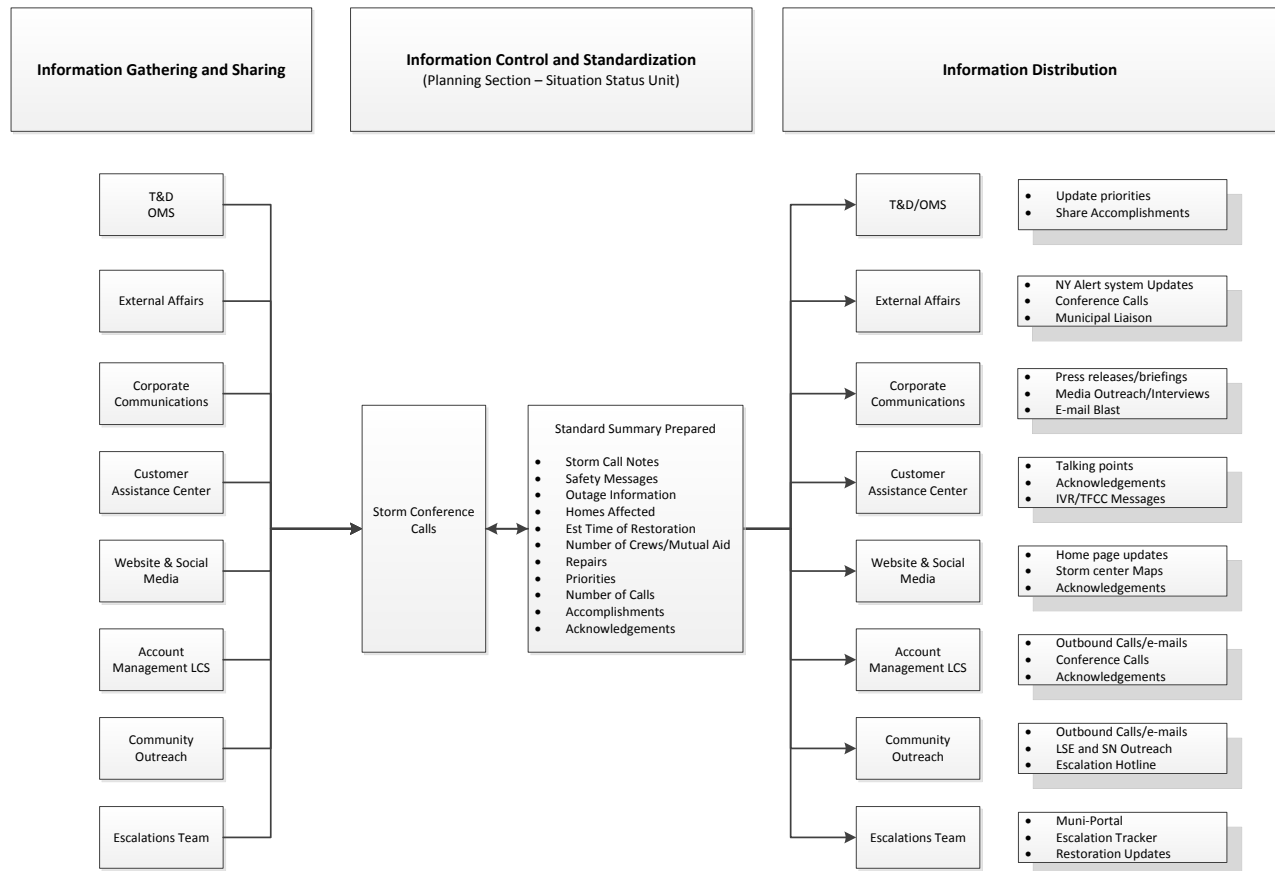 Information Gathering and Sharing
Information Control and Standardization
(Planning Section – Situation Status Unit)
Information Distribution
T&D
OMS
External Affairs
Corporate
Communications
Customer
Assistance Center
Website & Social
Media
Account
Management LCS
Community
Outreach
Escalations Team
Storm Conference
Calls
Standard Summary Prepared
• Storm Call Notes
• Safety Messages
• Outage Information
• Homes Affected
• Est Time of Restoration
• Number of Crews/Mutual Aid
• Repairs
• Priorities
• Number of Calls
• Accomplishments
• Acknowledgements
T&D/OMS
• Update priorities
• Share Accomplishments
External Affairs
• NY Alert system Updates
• Conference Calls
• Municipal Liaison
Corporate
Communications
• Press releases/briefings
• Media Outreach/Interviews
• E-mail Blast
Customer
Assistance Center
• Talking points
• Acknowledgements
• IVR/TFCC Messages
Website & Social
Media
• Home page updates
• Storm center Maps
• Acknowledgements
Account
Management LCS
• Outbound Calls/e-mails
• Conference Calls
• Acknowledgements
Community
Outreach
• Outbound Calls/e-mails
• LSE and SN Outreach
• Escalation Hotline
Escalations Team
• Muni-Portal
• Escalation Tracker
• Restoration Updates